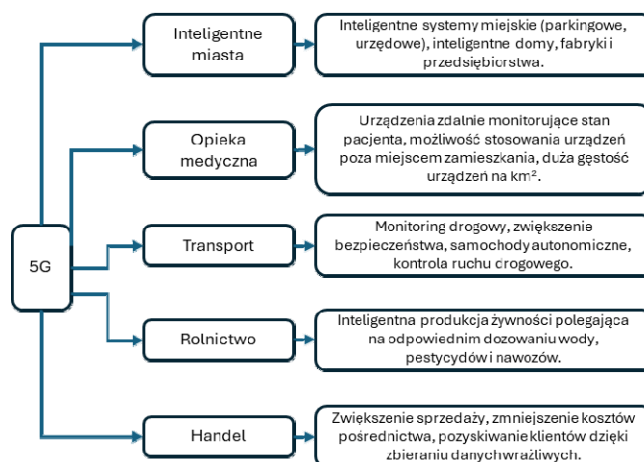 Inteligentne
miasta
Inteligentne systemy miejskie (parkingowe,
urzędowe), inteligentne domy, fabryki i
przedsiębiorstwa.
Opieka
medyczna
Urządzenia zdalnie monitorujące stan
pacjenta, możliwość stosowania urządzeń
poza miejscem zamieszkania, duża gęstość
urządzeń na km².
5G
Transport
Monitoring drogowy, zwiększenie
bezpieczeństwa, samochody autonomiczne,
kontrola ruchu drogowego.
Rolnictwo
Inteligentna produkcja żywności polegająca
na odpowiednim dozowaniu wody,
pestycydów i nawozów.
Handel
Zwiększenie sprzedaży, zmniejszenie kosztów
pośrednictwa, pozyskiwanie klientów dzięki
zbieraniu danych wrażliwych.